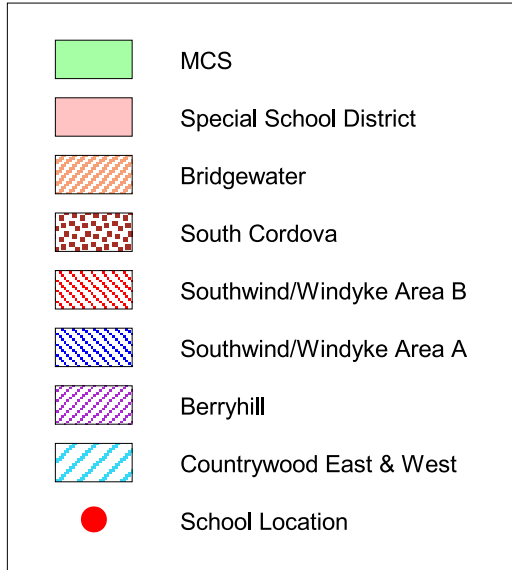 MCS
Special School District
Bridgewater
South Cordova
Southwind/Windyke Area B
Southwind/Windyke Area A
Berryhill
Countrywood East & West
School Location